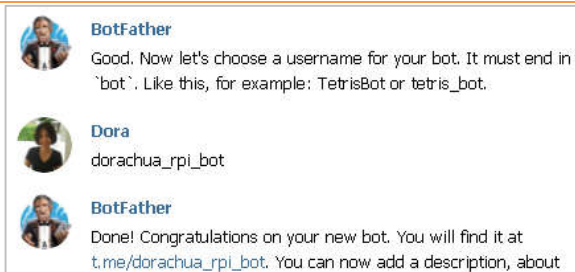 BotFather
Good. Now let's choose a username for your bot. It must end in
`bot`. Like this, for example: TetrisBot or tetris_bot.
Dora
dorachua_rpi_bot
BotFather
Done! Congratulations on your new bot. You will find it at
t.me/dorachua_rpi_bot. You can now add a description, about